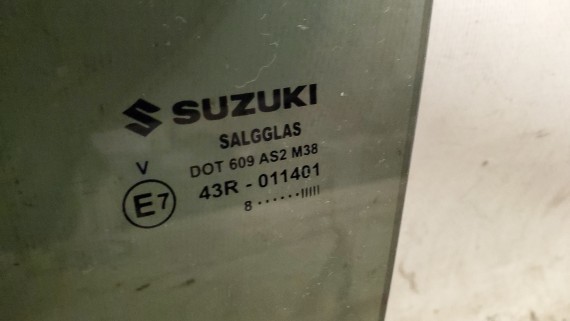 SUZUKI
SALGGLAS
DOT 609 AS2 M38
V
E7
43R - 011401
8 ······IIIII